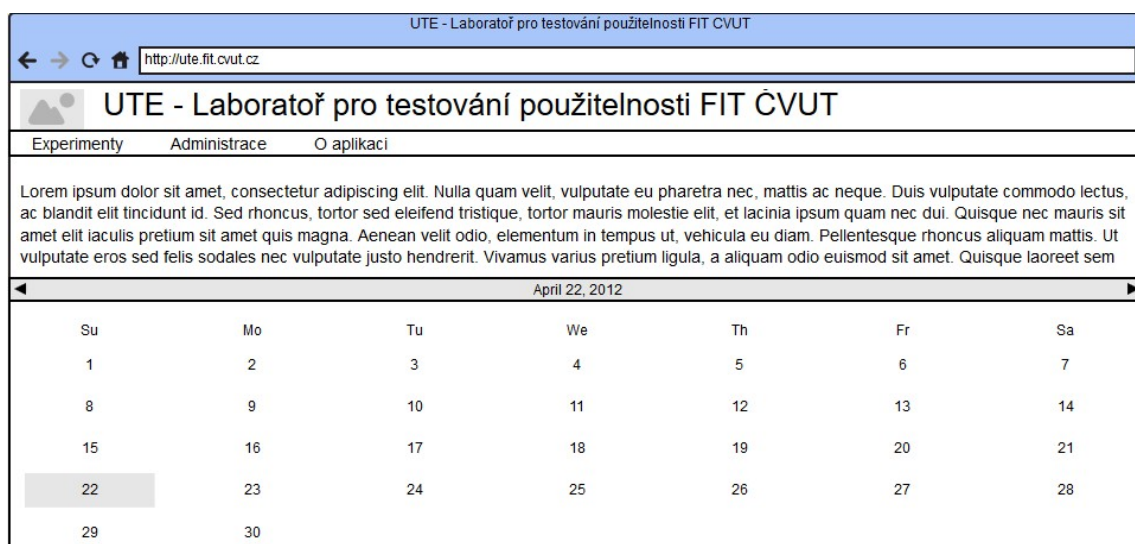 UTE - Laboratoř pro testování použitelnosti FIT CVUT
http://ute.fit.cvut.cz
UTE - Laboratoř pro testování použitelnosti FIT ČVUT
Experimenty Administrace O aplikaci
Lorem ipsum dolor sit amet, consectetur adipiscing elit. Nulla quam velit, vulputate eu pharetra nec, mattis ac neque. Duis vulputate commodo lectus,
ac blandit elit tincidunt id. Sed rhoncus, tortor sed eleifend tristique, tortor mauris molestie elit, et lacinia ipsum quam nec dui. Quisque nec mauris sit
amet elit iaculis pretium sit amet quis magna. Aenean velit odio, elementum in tempus ut, vehicula eu diam. Pellentesque rhoncus aliquam mattis. Ut
vulputate eros sed felis sodales nec vulputate justo hendrerit. Vivamus varius pretium ligula, a aliquam odio euismod sit amet. Quisque laoreet sem
April 22, 2012
Su Mo Tu We Th Fr Sa
1 2 3 4 5 6 7
8 9 10 11 12 13 14
15 16 17 18 19 20 21
22 23 24 25 26 27 28
29 30